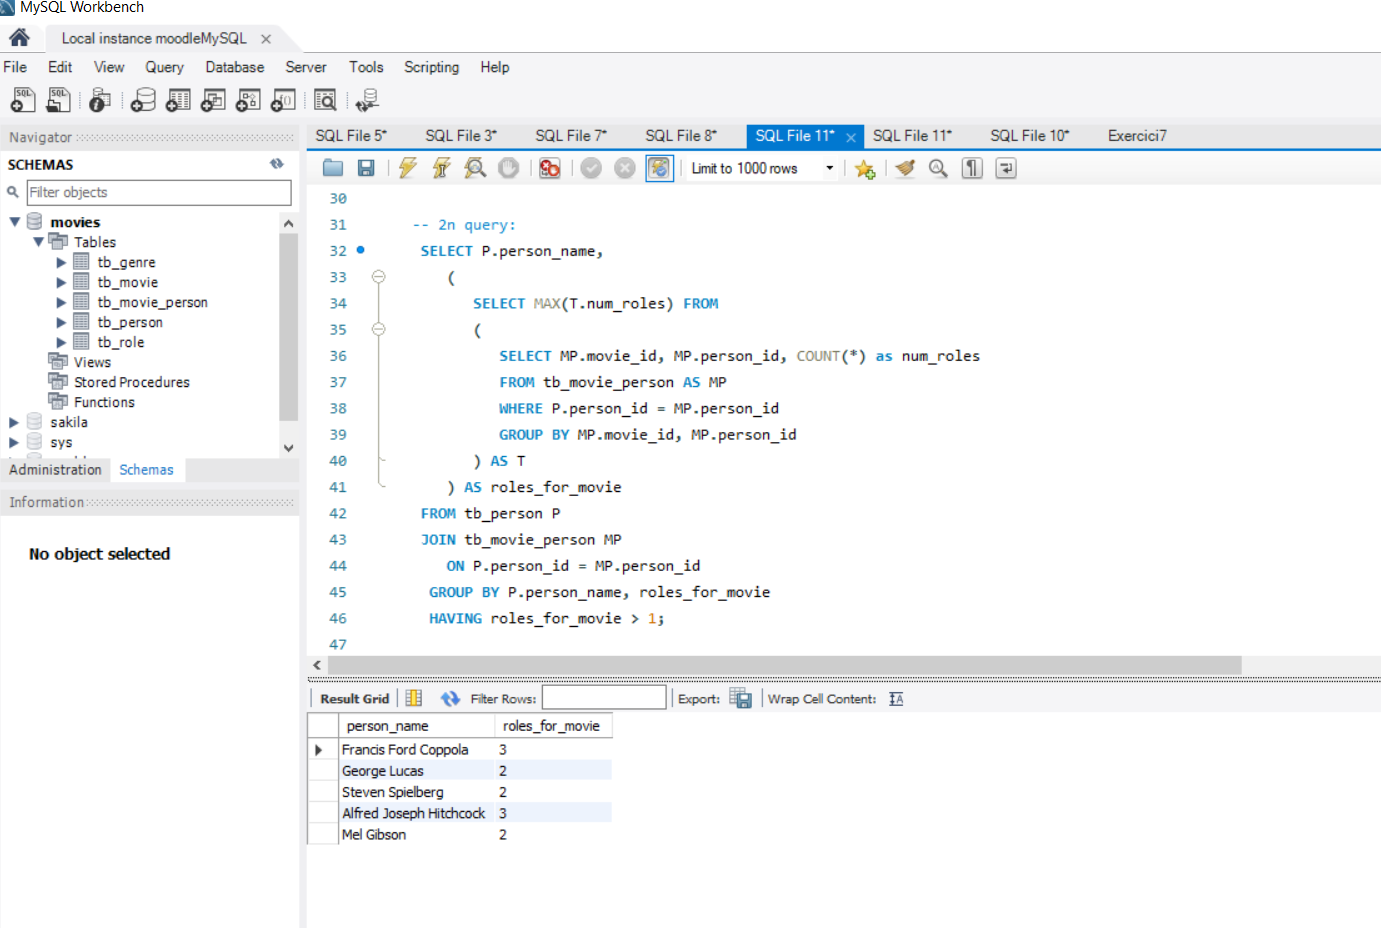 MySQL Workbench
Local instance moodleMySQL ×
File Edit View Query Database Server Tools Scripting Help
Navigator
SCHEMAS
Filter objects
movies
Tables
tb_genre
tb_movie
tb_movie_person
tb_person
tb_role
Views
Stored Procedures
Functions
sakila
sys
Administration Schemas
Information
No object selected
SQL File 5* SQL File 3* SQL File 7* SQL File 8* SQL File 11* × SQL File 11* SQL File 10* Exercici7
Limit to 1000 rows
30
31 -- 2n query:
32 SELECT P.person_name,
33 (
34 SELECT MAX(T.num_roles) FROM
35 (
36 SELECT MP.movie_id, MP.person_id, COUNT(*) as num_roles
37 FROM tb_movie_person AS MP
38 WHERE P.person_id = MP.person_id
39 GROUP BY MP.movie_id, MP.person_id
40 ) AS T
41 ) AS roles_for_movie
42 FROM tb_person P
43 JOIN tb_movie_person MP
44 ON P.person_id = MP.person_id
45 GROUP BY P.person_name, roles_for_movie
46 HAVING roles_for_movie > 1;
47
Result Grid Filter Rows: Export: Wrap Cell Content:
person_name roles_for_movie
Francis Ford Coppola 3
George Lucas 2
Steven Spielberg 2
Alfred Joseph Hitchcock 3
Mel Gibson 2